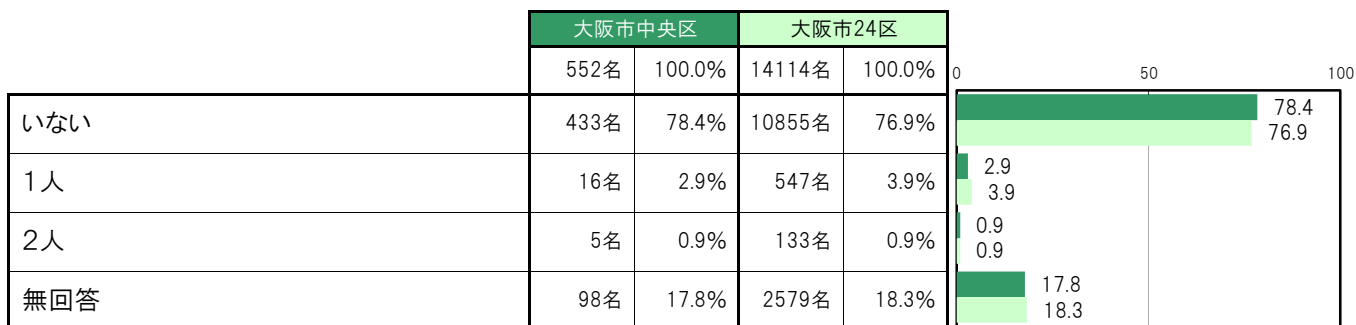 大阪市中央区 大阪市24区
552名 100.0% 14114名 100.0% 0 50 100
いない 433名 78.4% 10855名 76.9% 78.4
76.9
1人 16名 2.9% 547名 3.9% 2.9
3.9
2人 5名 0.9% 133名 0.9% 0.9
0.9
無回答 98名 17.8% 2579名 18.3% 17.8
18.3